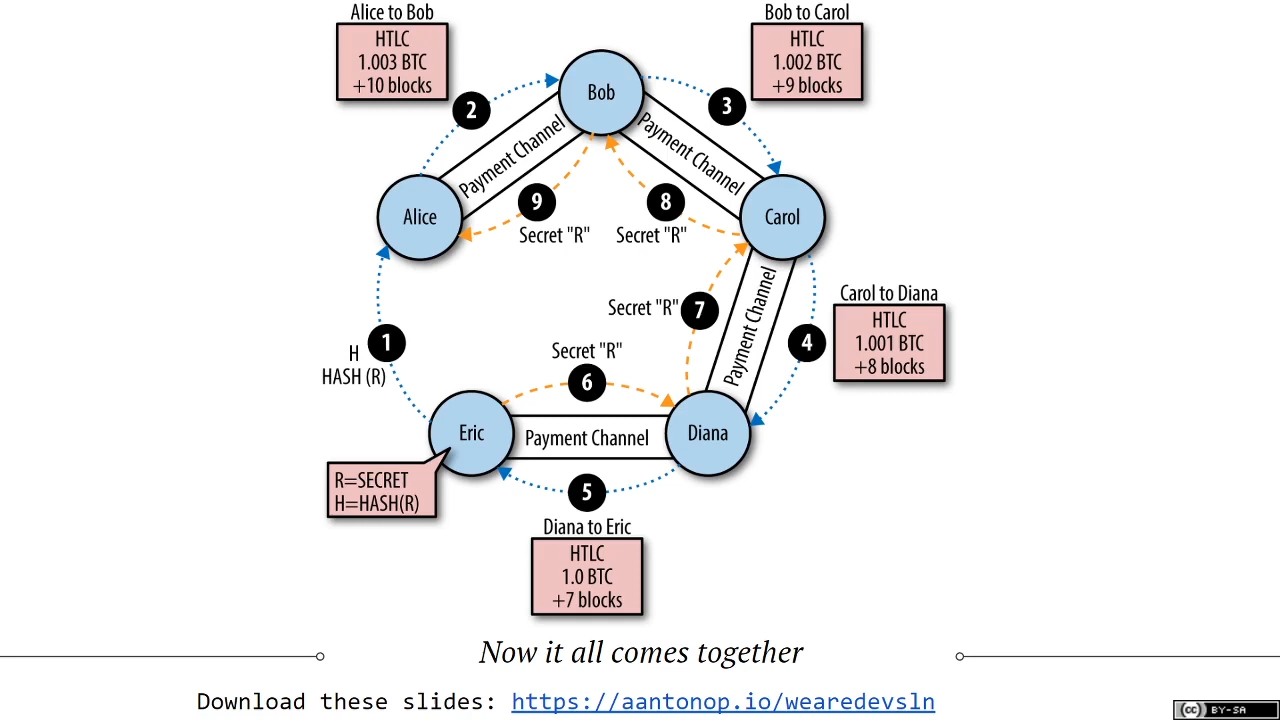 Alice to Bob
HTLC
1.003 BTC
+10 blocks
Bob to Carol
HTLC
1.002 BTC
+9 blocks
Bob
2
3
Payment Channel
Payment Channel
Alice
9
8
Carol
Secret "R"
Secret "R"
Carol to Diana
HTLC
1.001 BTC
+8 blocks
Secret "R"
7
Payment Channel
4
1
H
HASH (R)
Secret "R"
6
Eric
Payment Channel
Diana
R=SECRET
H=HASH(R)
5
Diana to Eric
HTLC
1.0 BTC
+7 blocks
Now it all comes together
Download these slides: https://aantonop.io/wearedevsln
cc BY-SA